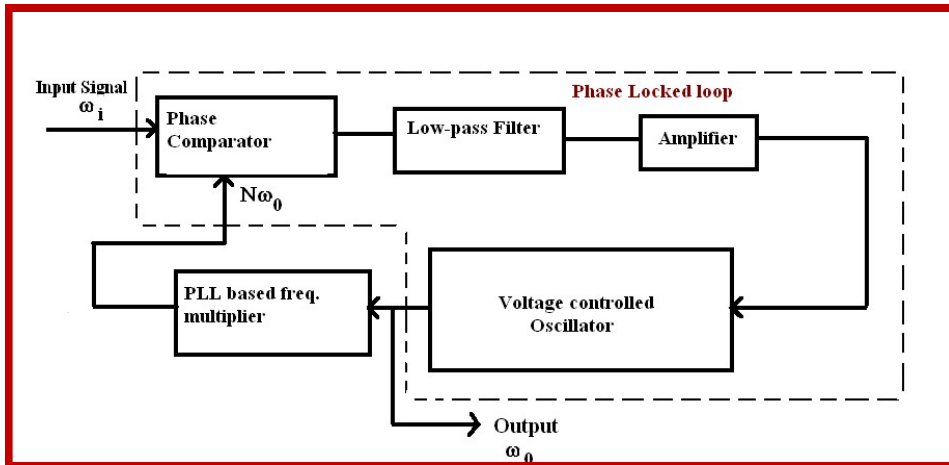 Input Signal
ω i
Phase Locked loop
Phase
Comparator
Low-pass Filter
Amplifier
Nω0
PLL based freq.
multiplier
Voltage controlled
Oscillator
Output
ω 0